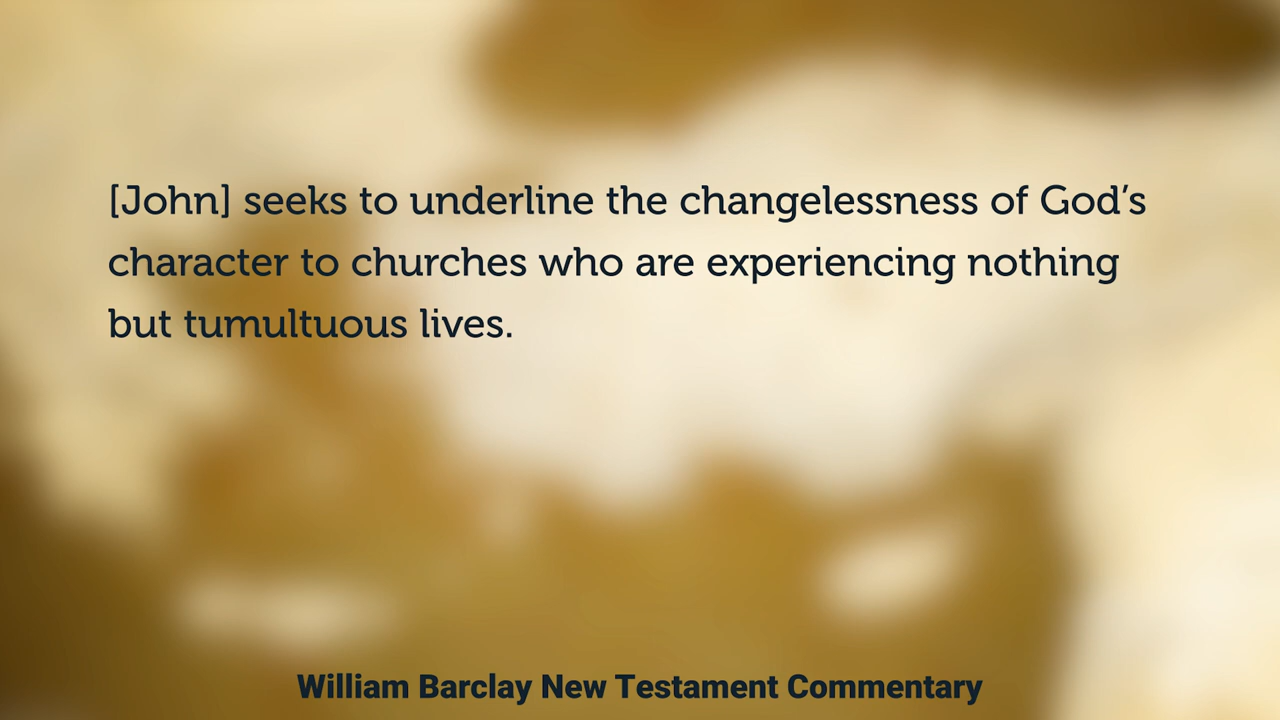 [John] seeks to underline the changelessness of God’s
character to churches who are experiencing nothing
but tumultuous lives.
William Barclay New Testament Commentary